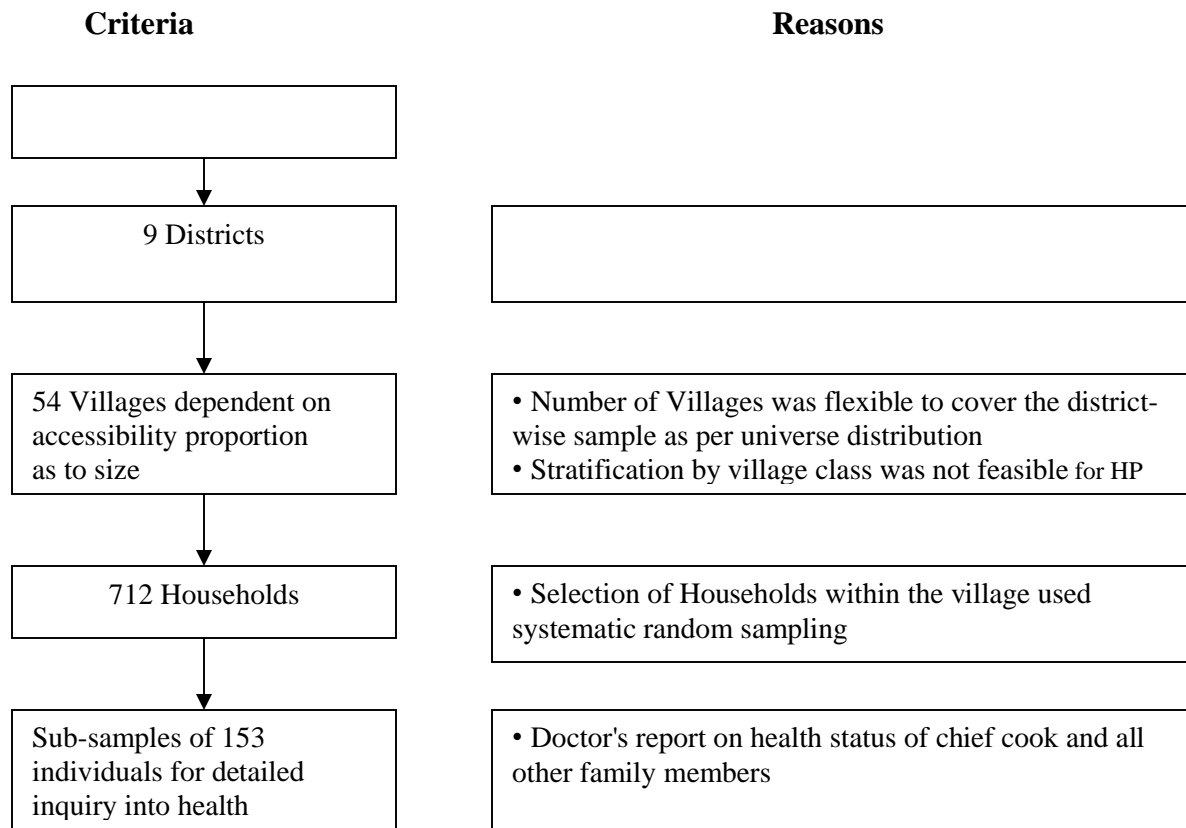 Criteria
Reasons
9 Districts
54 Villages dependent on
accessibility proportion
as to size
• Number of Villages was flexible to cover the district-
wise sample as per universe distribution
• Stratification by village class was not feasible for HP
712 Households
• Selection of Households within the village used
systematic random sampling
Sub-samples of 153
individuals for detailed
inquiry into health
• Doctor's report on health status of chief cook and all
other family members